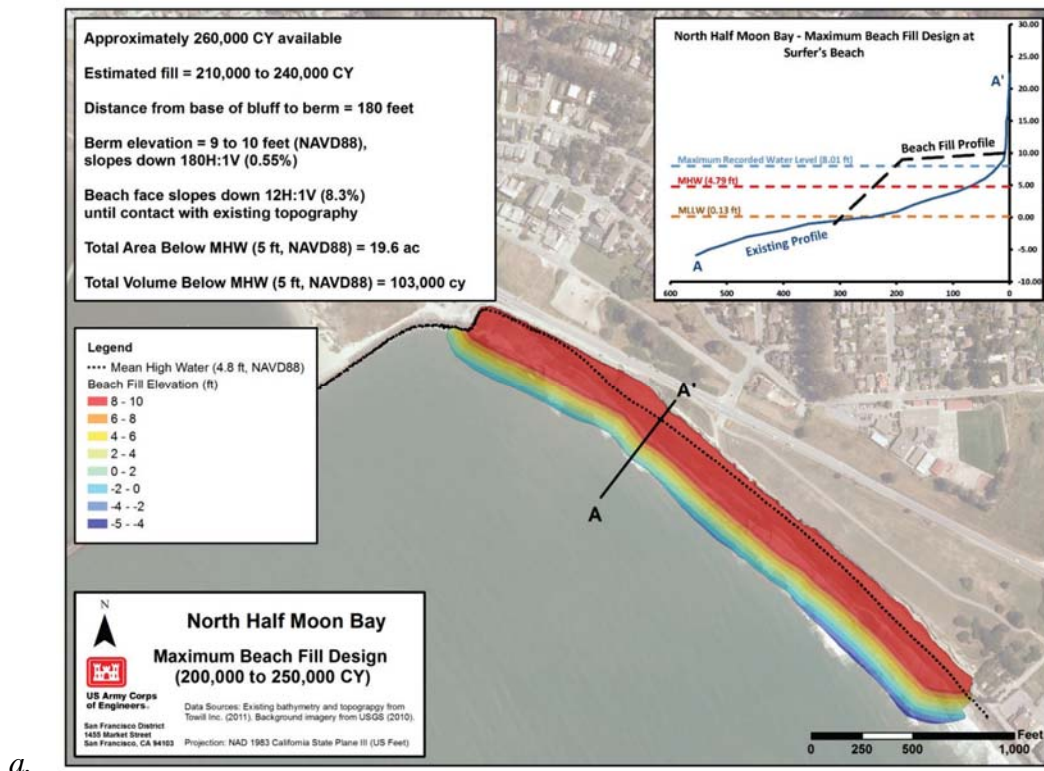 Approximately 260,000 CY available
Estimated fill = 210,000 to 240,000 CY
Distance from base of bluff to berm = 180 feet
Berm elevation = 9 to 10 feet (NAVD88),
slopes down 180H:1V (0.55%)
Beach face slopes down 12H:1V (8.3%)
until contact with existing topography
Total Area Below MHW (5 ft, NAVD88) = 19.6 ac
Total Volume Below MHW (5 ft, NAVD88) = 103,000 cy
North Half Moon Bay - Maximum Beach Fill Design at
Surfer's Beach
30.00
25.00
20.00
15.00
10.00
5.00
0.00
-5.00
-10.00
A'
Beach Fill Profile
Maximum Recorded Water Level (8.01 ft)
MHW (4.79 ft)
MLLW (0.13 ft)
Existing Profile
A
600
500
400
300
200
100
0
Legend
Mean High Water (4.8 ft, NAVD88)
Beach Fill Elevation (ft)
8 - 10
6 - 8
4 - 6
2 - 4
0 - 2
-2 - 0
-4 - -2
-5 - -4
A'
A
N
North Half Moon Bay
Maximum Beach Fill Design
(200,000 to 250,000 CY)
US Army Corps
of Engineers.
San Francisco District
1455 Market Street
San Francisco, CA 94103
Data Sources: Existing bathymetry and topograpy from
Towill Inc. (2011). Background imagery from USGS (2010).
Projection: NAD 1983 California State Plane III (US Feet)
Feet
0 250 500 1,000
a.